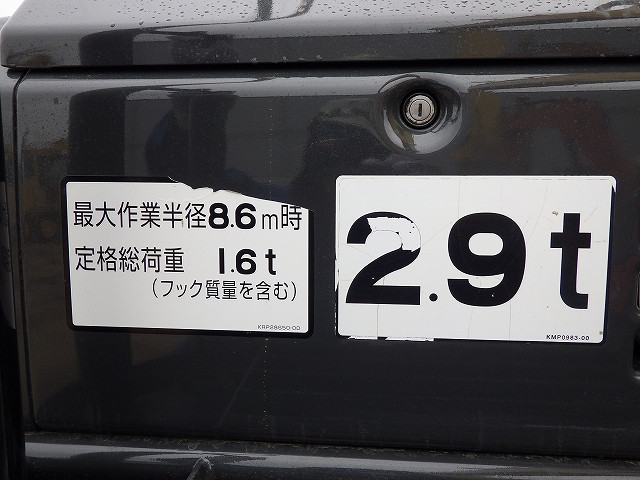 最大作業半径8.6m時
定格総荷重 1.6t
(フック質量を含む)
KRP28650-00
2.9t
KMP0983-00